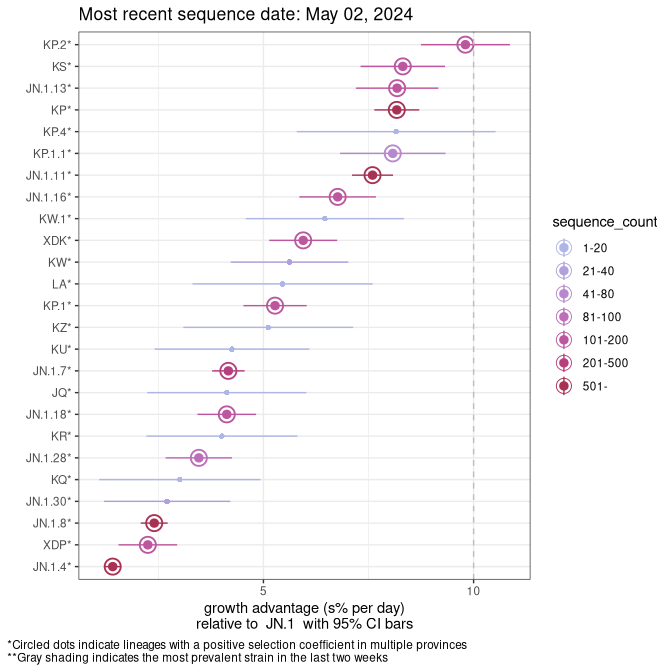 Most recent sequence date: May 02, 2024
KP.2*
KS*
JN.1.13*
KP*
KP.4*
KP.1.1*
JN.1.11*
JN.1.16*
KW.1*
XDK*
KW*
LA*
KP.1*
KZ*
KU*
JN.1.7*
JQ*
JN.1.18*
KR*
JN.1.28*
KQ*
JN.1.30*
JN.1.8*
XDP*
JN.1.4*
5
10
growth advantage (s% per day)
relative to JN.1 with 95% CI bars
sequence_count
1-20
21-40
41-80
81-100
101-200
201-500
501-
*Circled dots indicate lineages with a positive selection coefficient in multiple provinces
**Gray shading indicates the most prevalent strain in the last two weeks